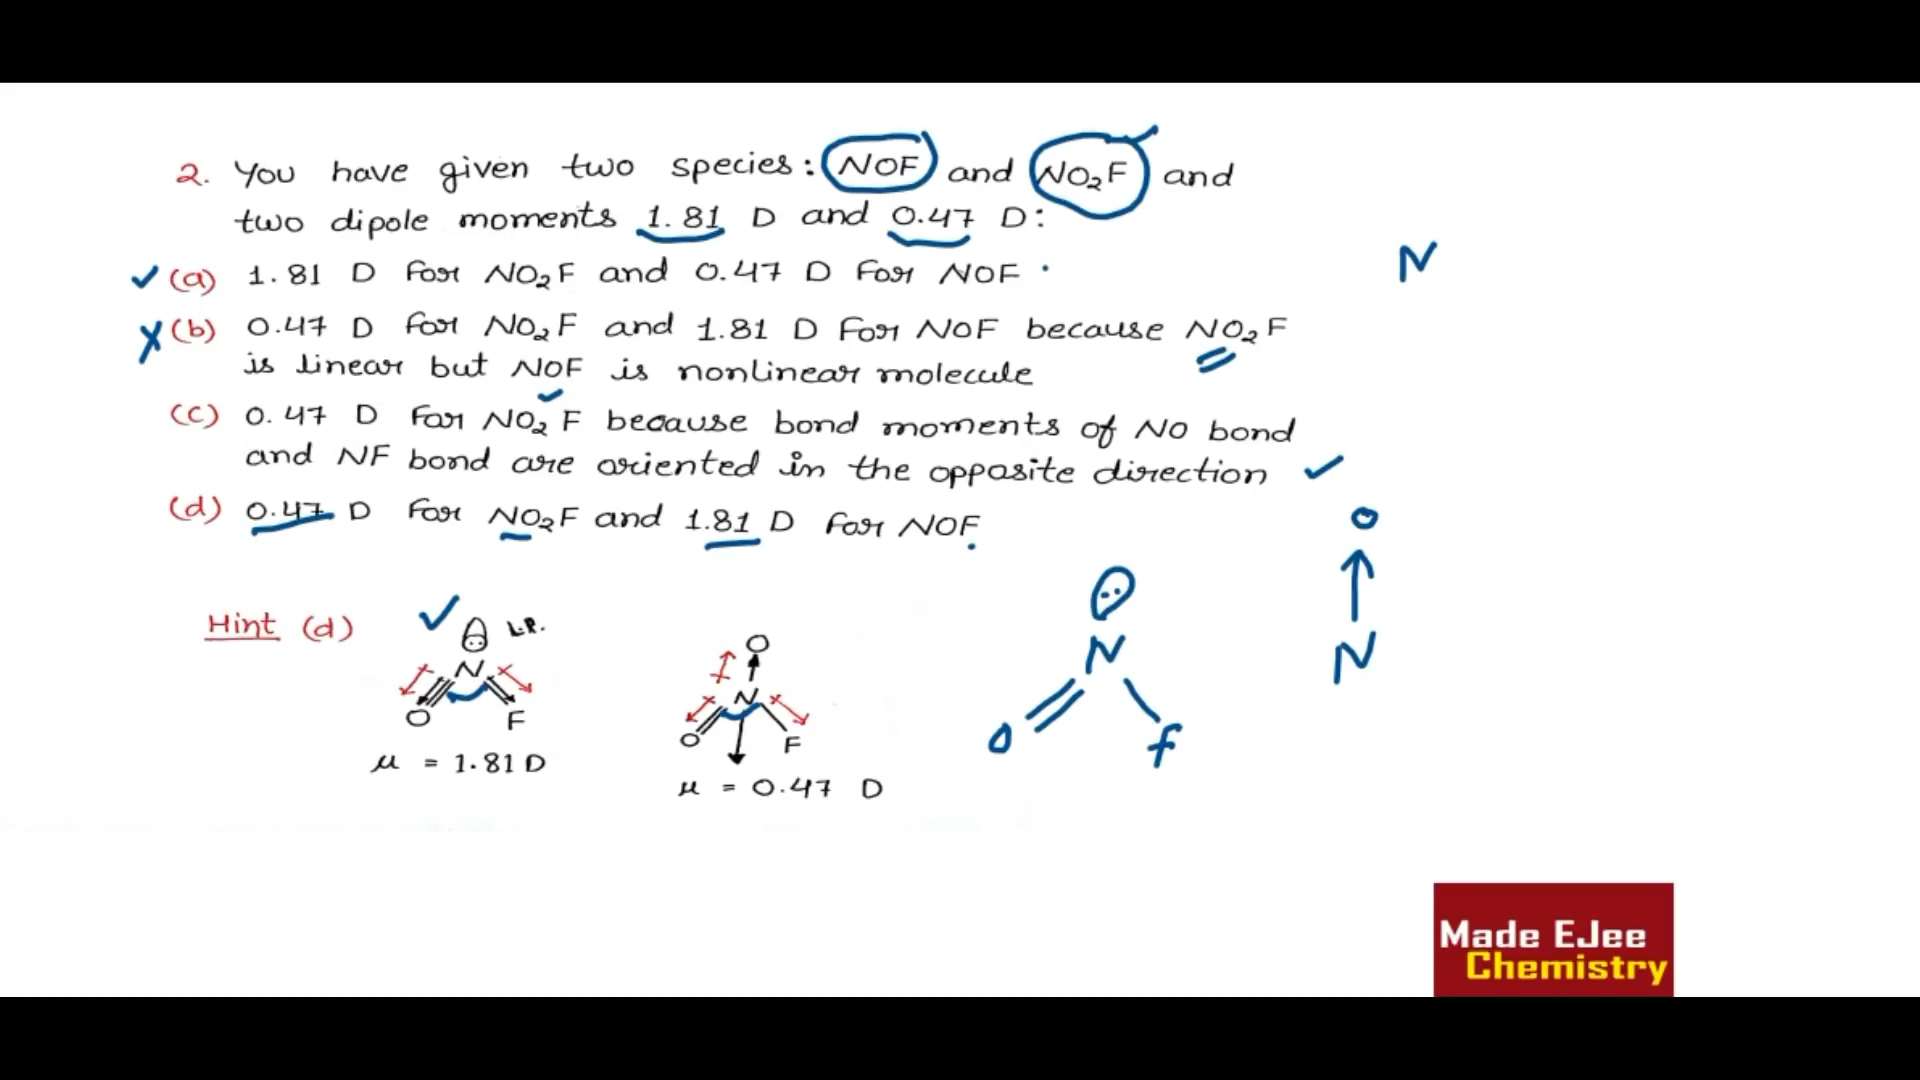 2. You have given two species: NOF and NO₂F and
two dipole moments 1.81 D and 0.47 D:
(a) 1.81 D for NO₂F and 0.47 D for NOF
(b) 0.47 D for NO₂F and 1.81 D for NOF because NO₂F
is linear but NOF is nonlinear molecule
(c) 0.47 D for NO₂F because bond moments of NO bond
and NF bond are oriented in the opposite direction
(d) 0.47 D for NO₂F and 1.81 D for NOF
Hint (d)
L.P.
N
O F
μ = 1.81 D
O
N
O F
μ = 0.47 D
N
O F
N
O
N
Made EJee
Chemistry